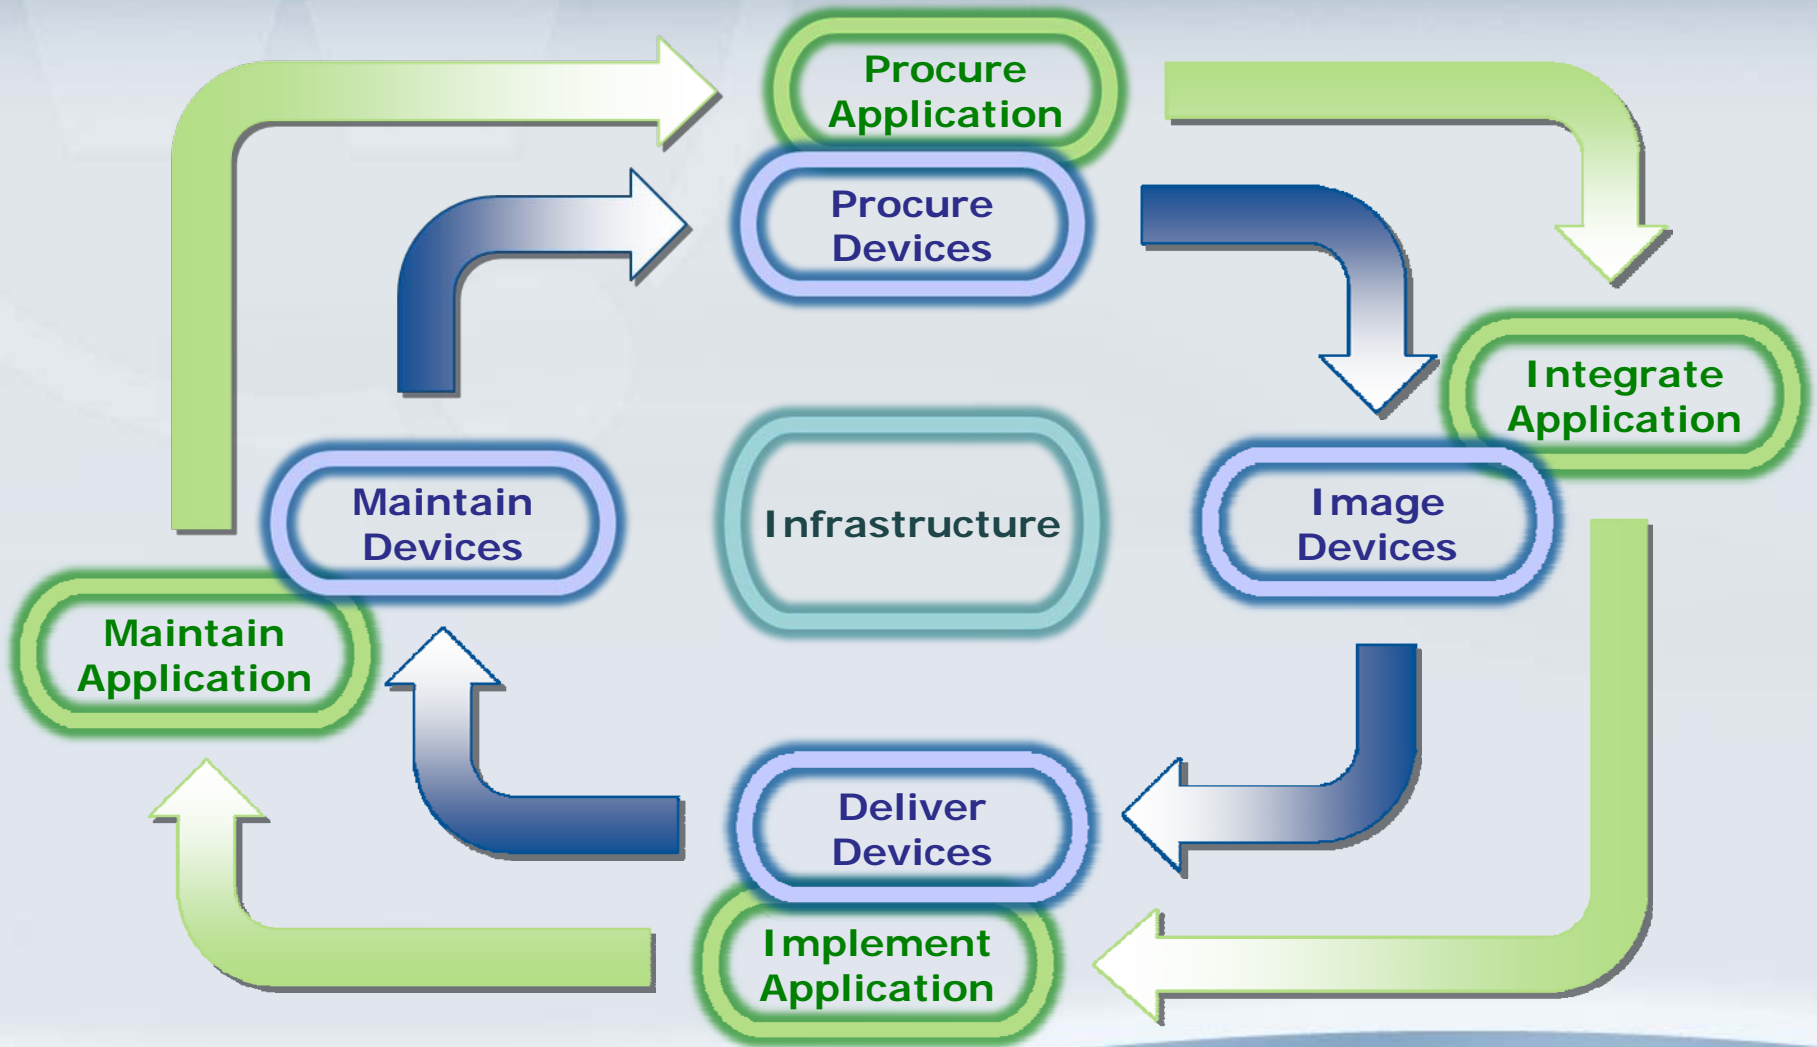 Procure
Application
Procure
Devices
Integrate
Application
Maintain
Devices
Infrastructure
Image
Devices
Maintain
Application
Deliver
Devices
Implement
Application